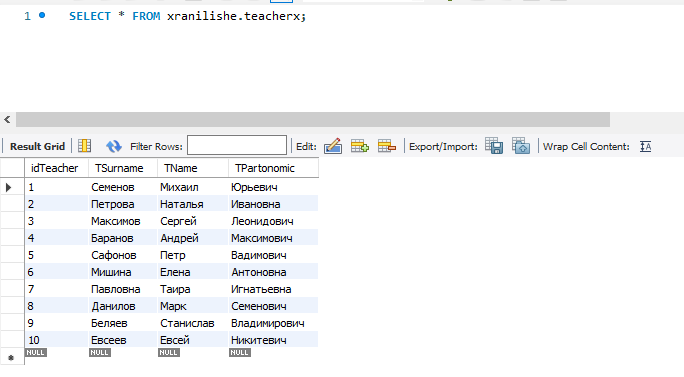 1 SELECT * FROM xranilishe.teacherx;
Result Grid Filter Rows: Edit: Export/Import: Wrap Cell Content:
idTeacher TSurname TName TPartonomic
1 Семенов Михаил Юрьевич
2 Петрова Наталья Ивановна
3 Максимов Сергей Леонидович
4 Баранов Андрей Максимович
5 Сафонов Петр Вадимович
6 Мишина Елена Антоновна
7 Павловна Таира Игнатьевна
8 Данилов Марк Семенович
9 Беляев Станислав Владимирович
10 Евсеев Евсей Никитевич
NULL NULL NULL NULL